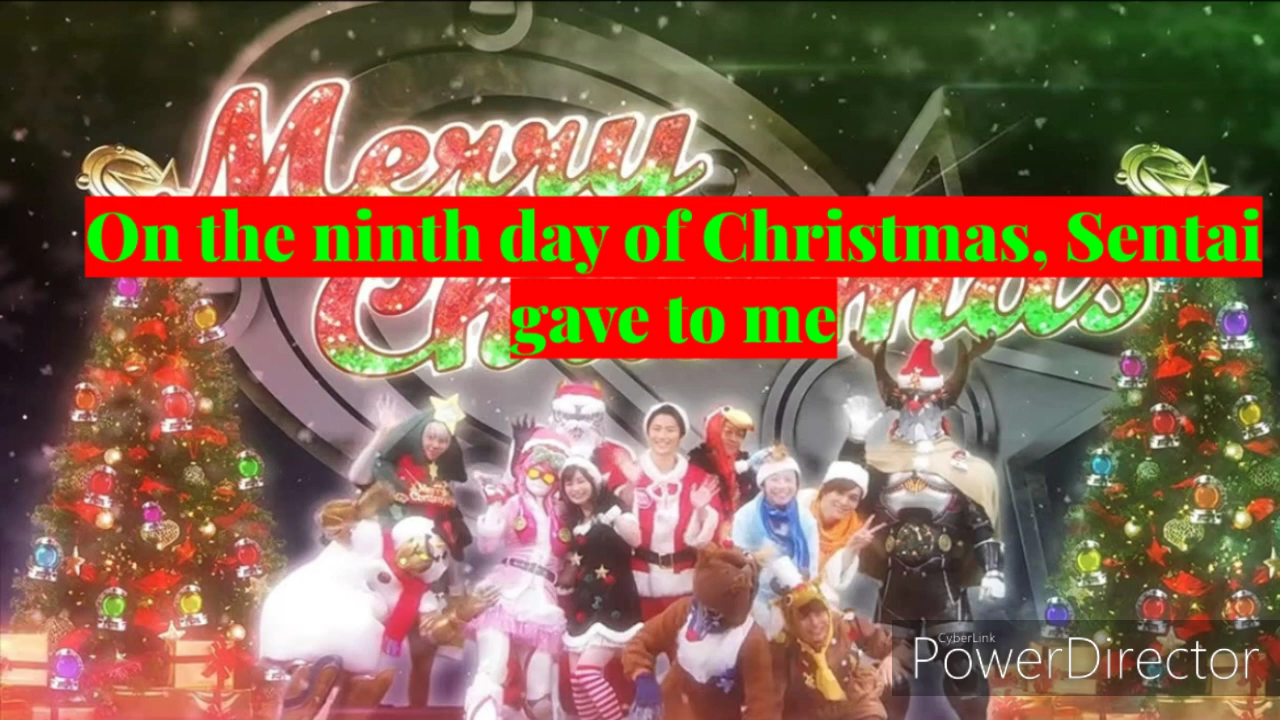 Merry
On the ninth day of Christmas, Sentai
gave to me
CyberLink
PowerDirector